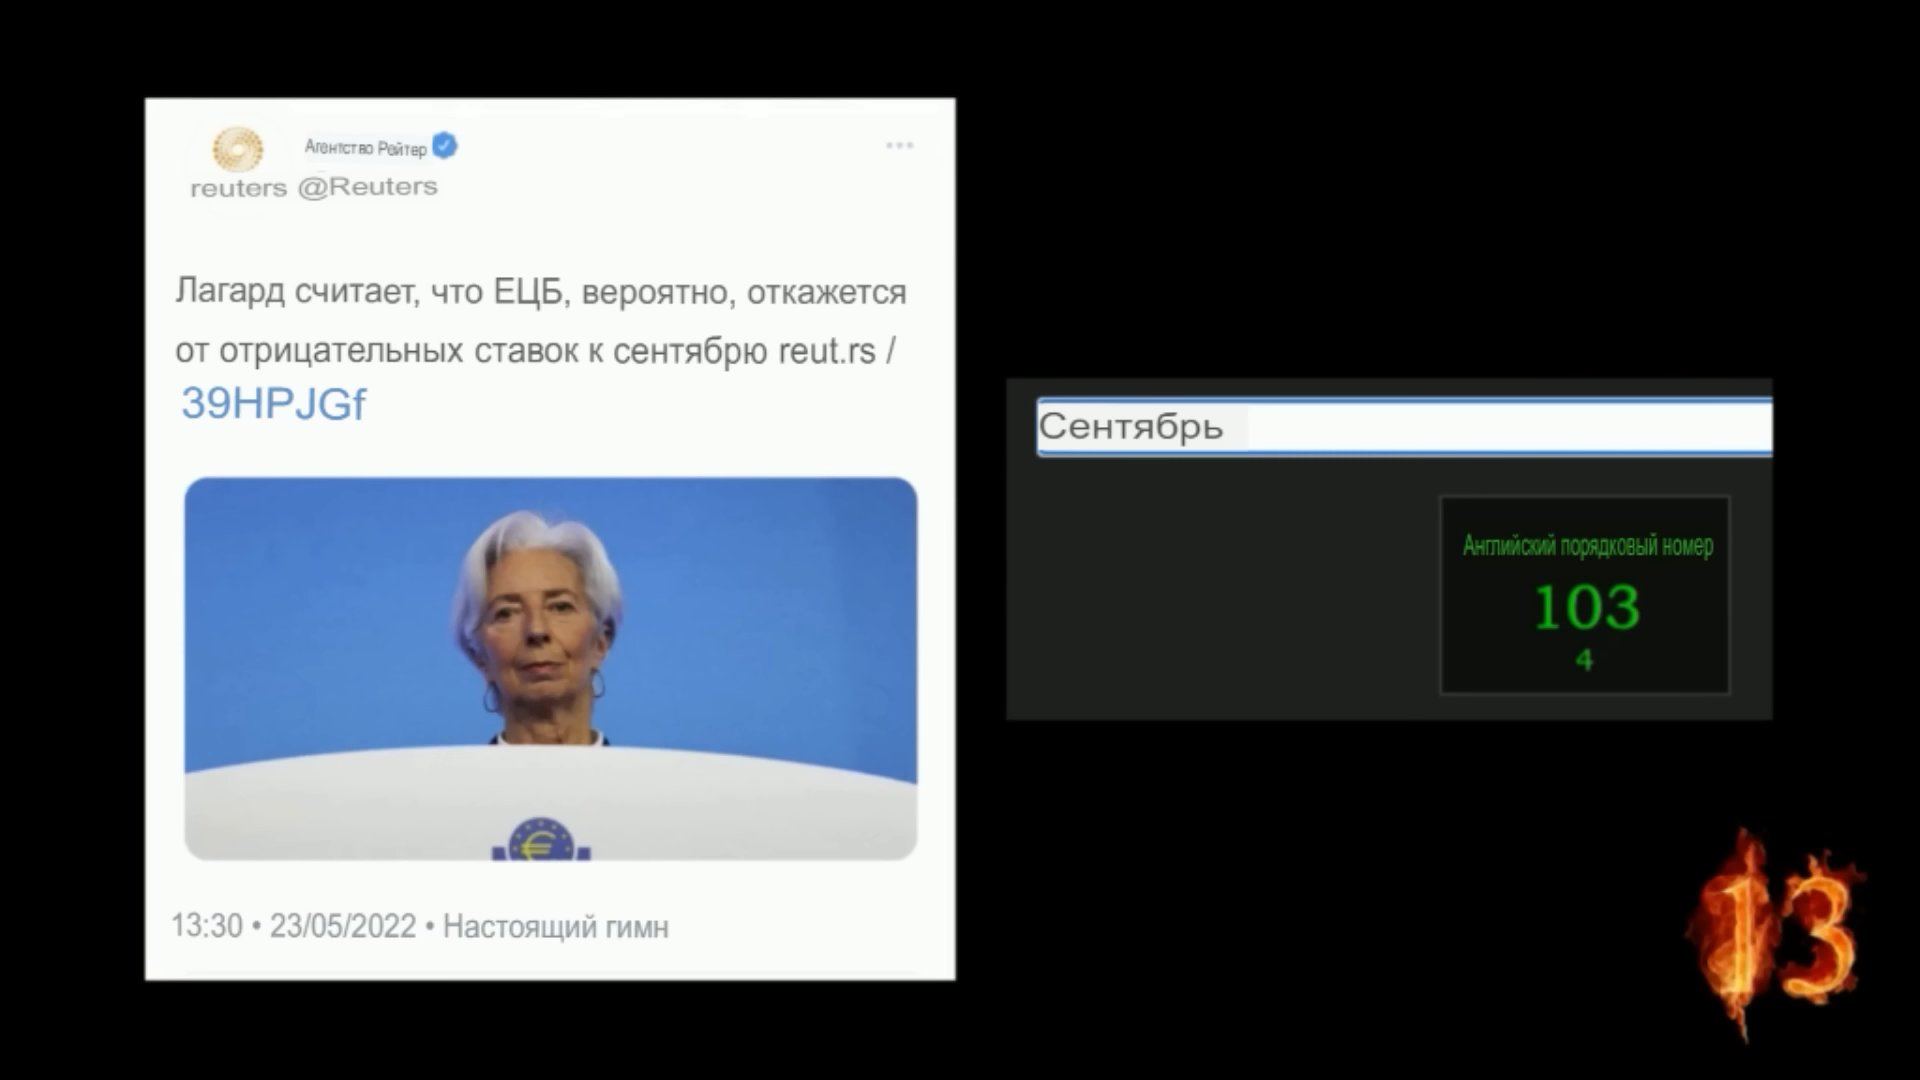 Агентство Рейтер
reuters @Reuters
Лагард считает, что ЕЦБ, вероятно, откажется
от отрицательных ставок к сентябрю reut.rs /
39HPJGf
13:30 • 23/05/2022 • Настоящий гимн
Сентябрь
Английский порядковый номер
103
4
13